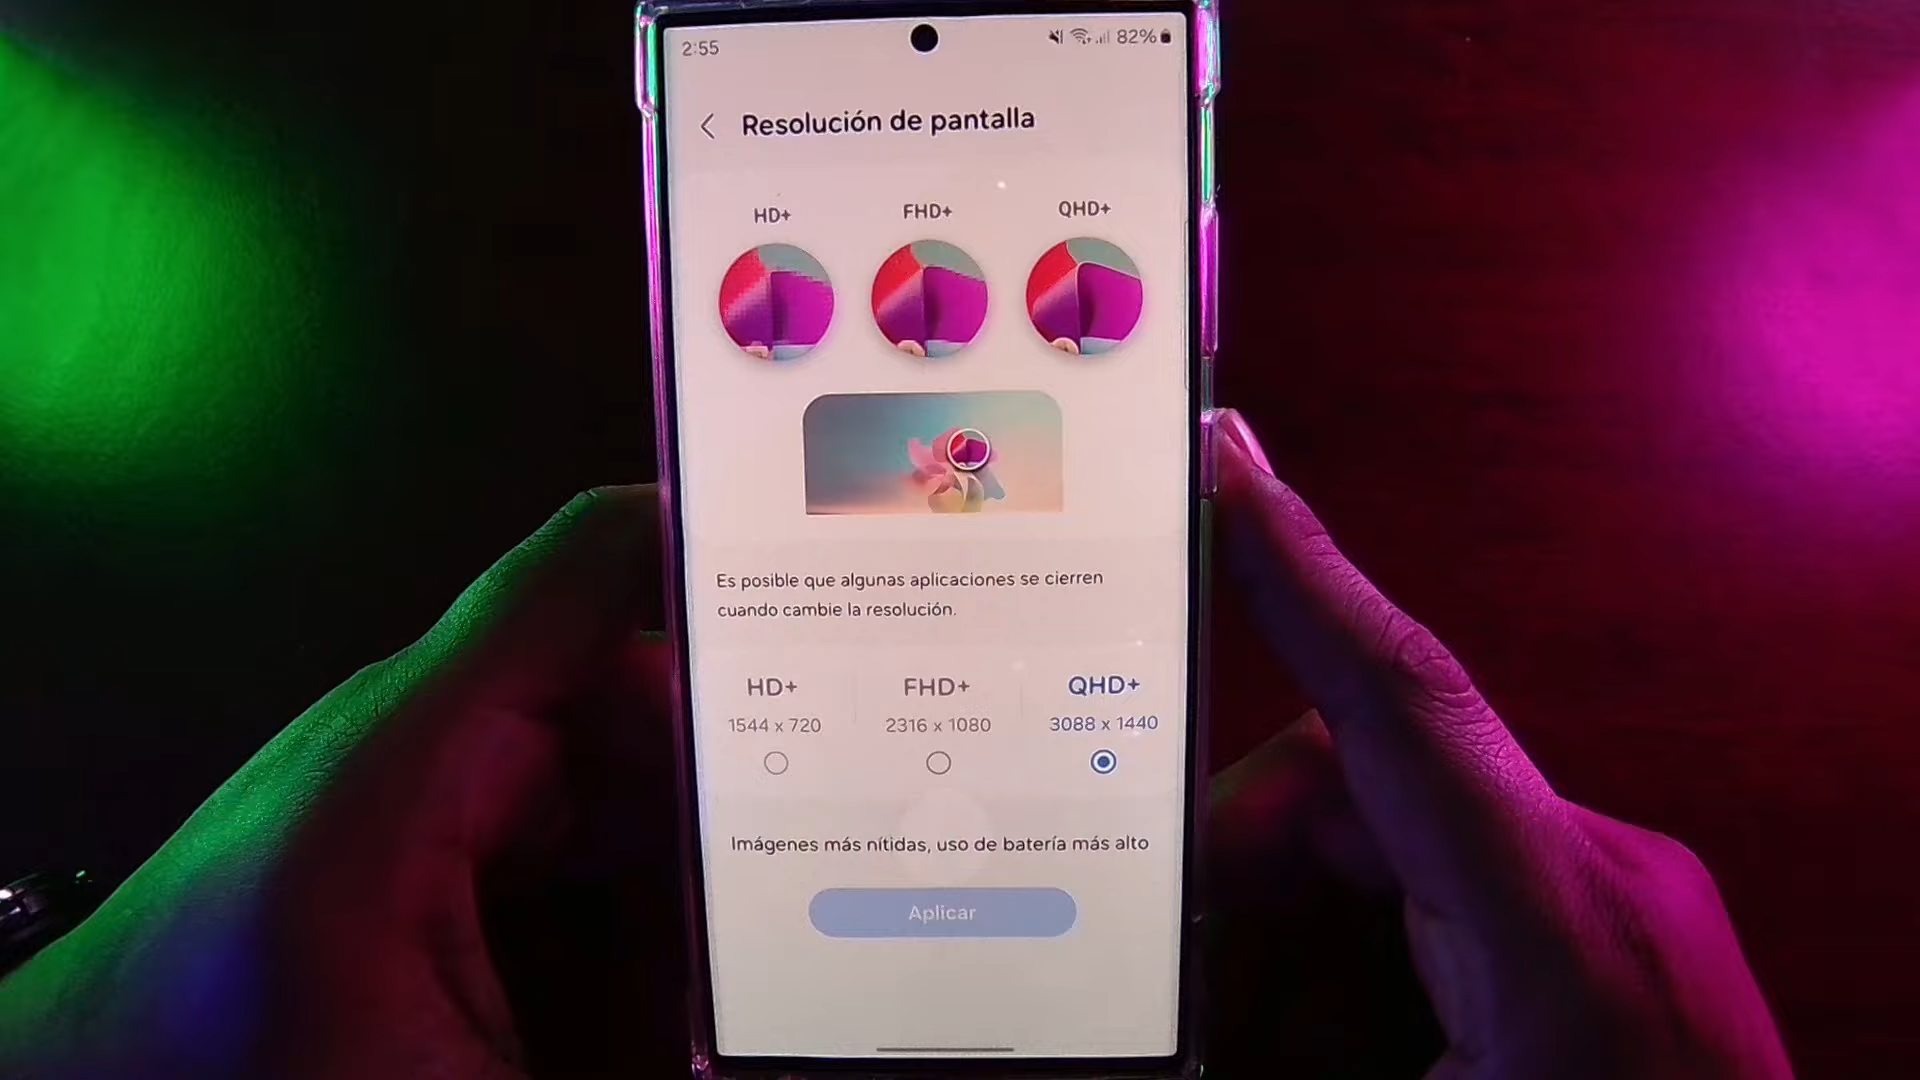 2:55
82%
Resolución de pantalla
HD+
FHD+
QHD+
Es posible que algunas aplicaciones se cierren
cuando cambie la resolución.
HD+
FHD+
QHD+
1544 x 720
2316 x 1080
3088 x 1440
Imágenes más nítidas, uso de batería más alto
Aplicar